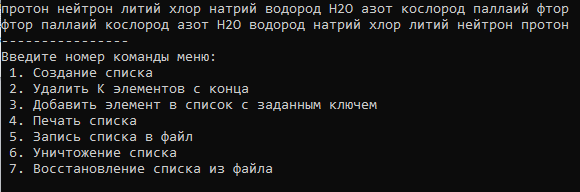 протон нейтрон литий хлор натрий водород H2O азот кослород паллаий фтор
фтор паллаий кослород азот H2O водород натрий хлор литий нейтрон протон
----------------
Введите номер команды меню:
1. Создание списка
2. Удалить K элементов с конца
3. Добавить элемент в список с заданным ключем
4. Печать списка
5. Запись списка в файл
6. Уничтожение списка
7. Восстановление списка из файла